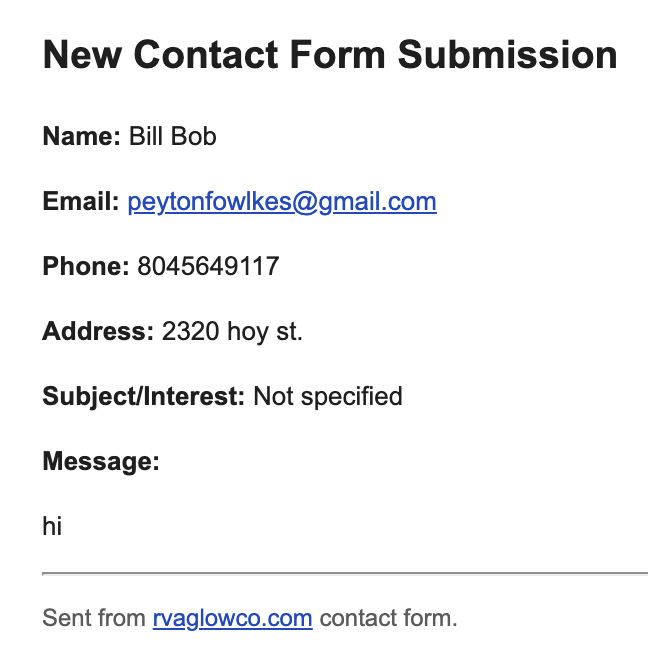 New Contact Form Submission
Name: Bill Bob
Email: peytonfowlkes@gmail.com
Phone: 8045649117
Address: 2320 hoy st.
Subject/Interest: Not specified
Message:
hi
Sent from rvaglowco.com contact form.